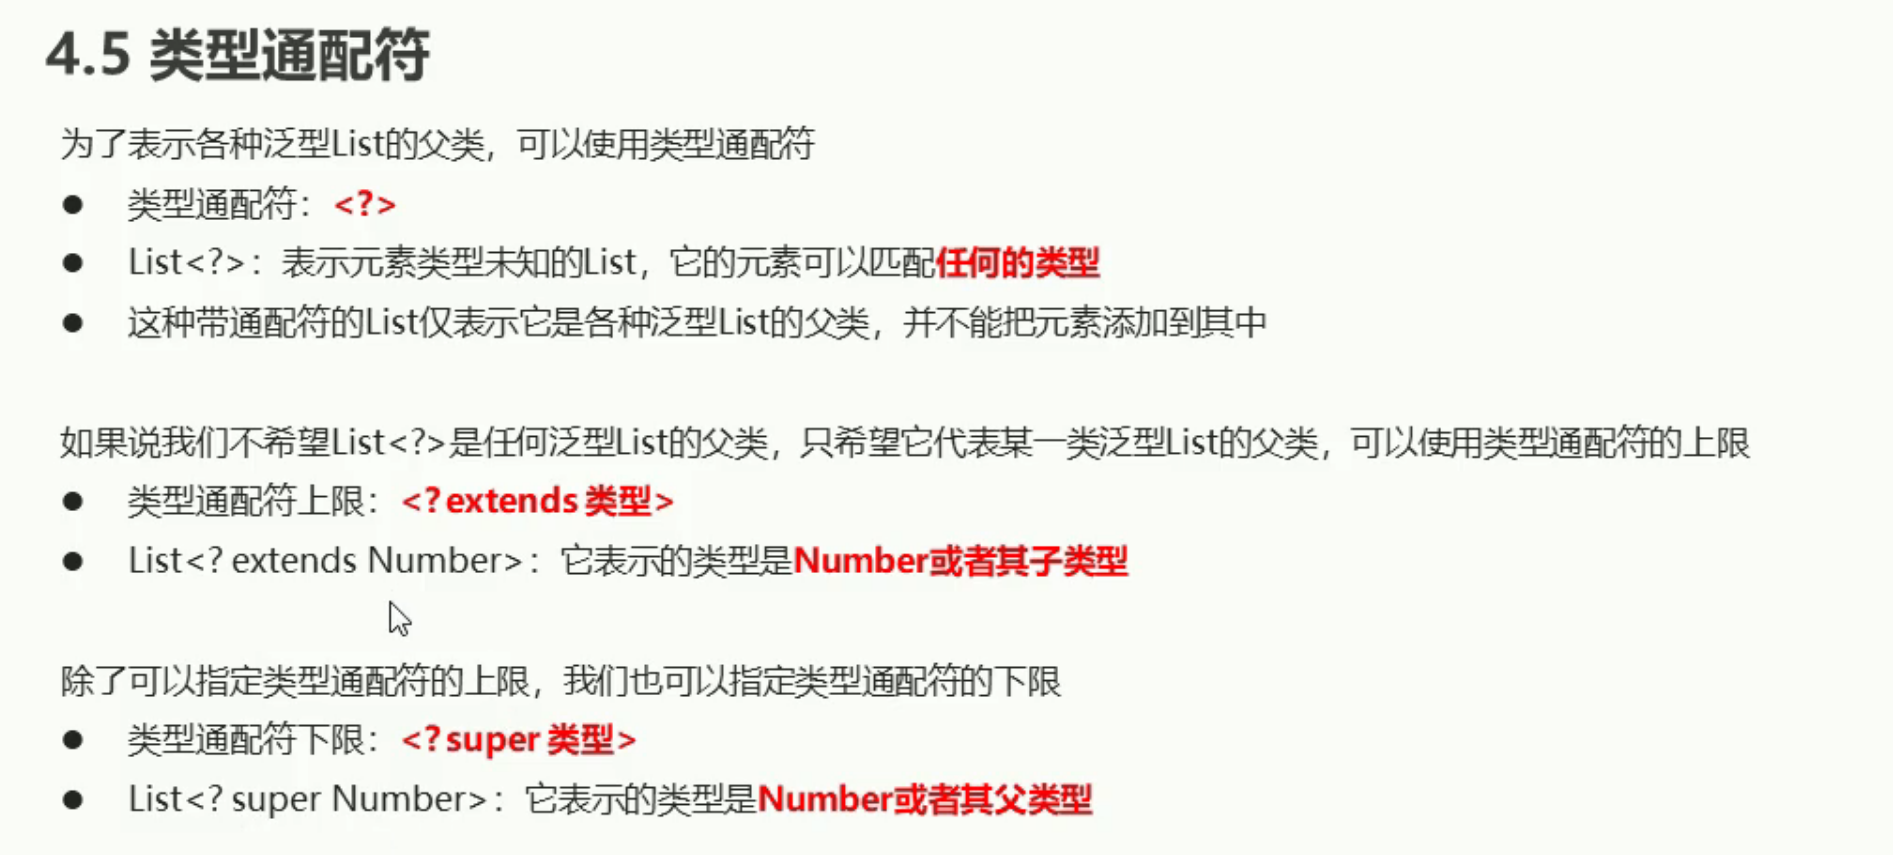 4.5 类型通配符
为了表示各种泛型List的父类，可以使用类型通配符
● 类型通配符：<?>
● List<?>：表示元素类型未知的List，它的元素可以匹配任何的类型
● 这种带通配符的List仅表示它是各种泛型List的父类，并不能把元素添加到其中
如果说我们不希望List<?>是任何泛型List的父类，只希望它代表某一类泛型List的父类，可以使用类型通配符的上限
● 类型通配符上限：<? extends 类型>
● List<? extends Number>：它表示的类型是Number或者其子类型
除了可以指定类型通配符的上限，我们也可以指定类型通配符的下限
● 类型通配符下限：<? super 类型>
● List<? super Number>：它表示的类型是Number或者其父类型